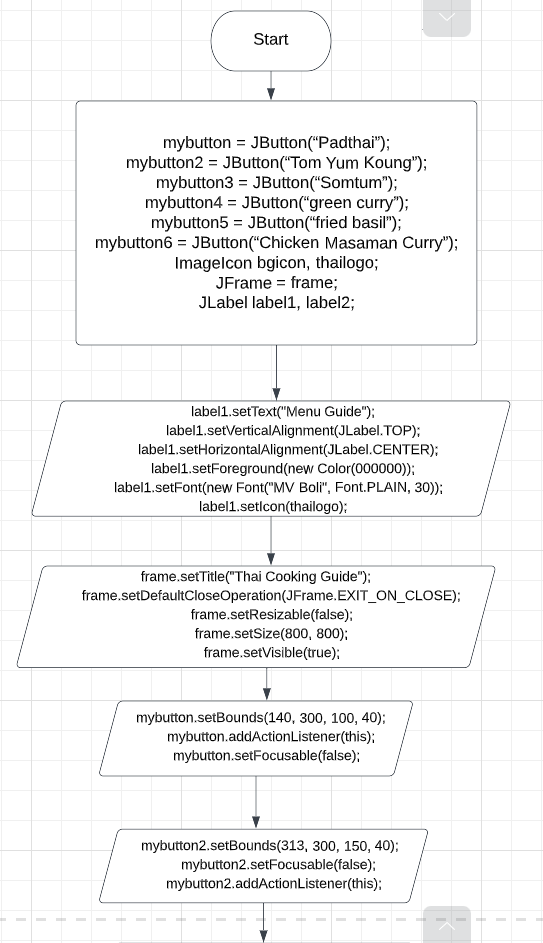 Start
mybutton = JButton(“Padthai”);
mybutton2 = JButton(“Tom Yum Koung”);
mybutton3 = JButton(“Somtum”);
mybutton4 = JButton(“green curry”);
mybutton5 = JButton(“fried basil”);
mybutton6 = JButton(“Chicken Masaman Curry”);
ImageIcon bgicon, thailogo;
JFrame = frame;
JLabel label1, label2;
label1.setText("Menu Guide");
label1.setVerticalAlignment(JLabel.TOP);
label1.setHorizontalAlignment(JLabel.CENTER);
label1.setForeground(new Color(000000));
label1.setFont(new Font("MV Boli", Font.PLAIN, 30));
label1.setIcon(thailogo);
frame.setTitle("Thai Cooking Guide");
frame.setDefaultCloseOperation(JFrame.EXIT_ON_CLOSE);
frame.setResizable(false);
frame.setSize(800, 800);
frame.setVisible(true);
mybutton.setBounds(140, 300, 100, 40);
mybutton.addActionListener(this);
mybutton.setFocusable(false);
mybutton2.setBounds(313, 300, 150, 40);
mybutton2.setFocusable(false);
mybutton2.addActionListener(this);